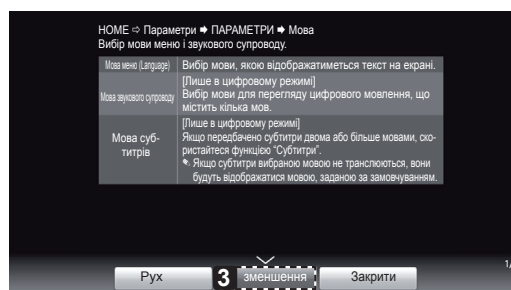 HOME ⇨ Параметри ➡ ПАРАМЕТРИ ➡ Мова
Вибір мови меню і звукового супроводу.
Мова меню (Language) Вибір мови, якою відображатиметься текст на екрані.
Мова звукового супроводу
[Лише в цифровому режимі]
Вибір мови для перегляду цифрового мовлення, що
містить кілька мов.
Мова суб-
титрів
[Лише в цифровому режимі]
Якщо передбачено субтитри двома або більше мовами, ско-
ристайтеся функцією “Субтитри”.
Якщо субтитри вибраною мовою не транслюються, вони
будуть відображатися мовою, заданою за замовчуванням.
Рух 3 зменшення Закрити
1/